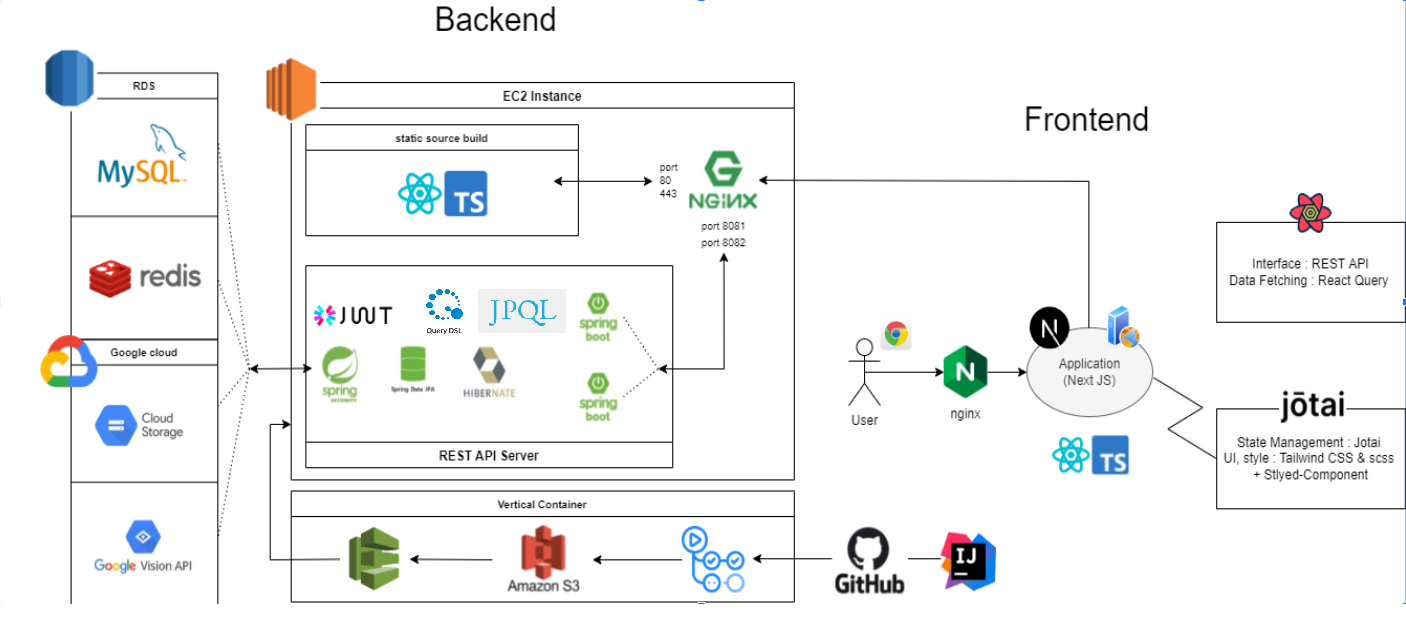 Backend
RDS
MySQL
redis
Google cloud
Cloud
Storage
Google Vision API
EC2 Instance
static source build
TS
port
80
443
NGINX
port 8081
port 8082
JWT
Query DSL
JPQL
spring
boot
spring
SECURITY
Spring Data JPA
HIBERNATE
spring
boot
REST API Server
Vertical Container
Amazon S3
GitHub
IJ
Frontend
User
N
nginx
N
Application
(Next JS)
TS
Interface : REST API
Data Fetching : React Query
jōtai
State Management : Jotai
UI, style : Tailwind CSS & scss
+ Stlyed-Component